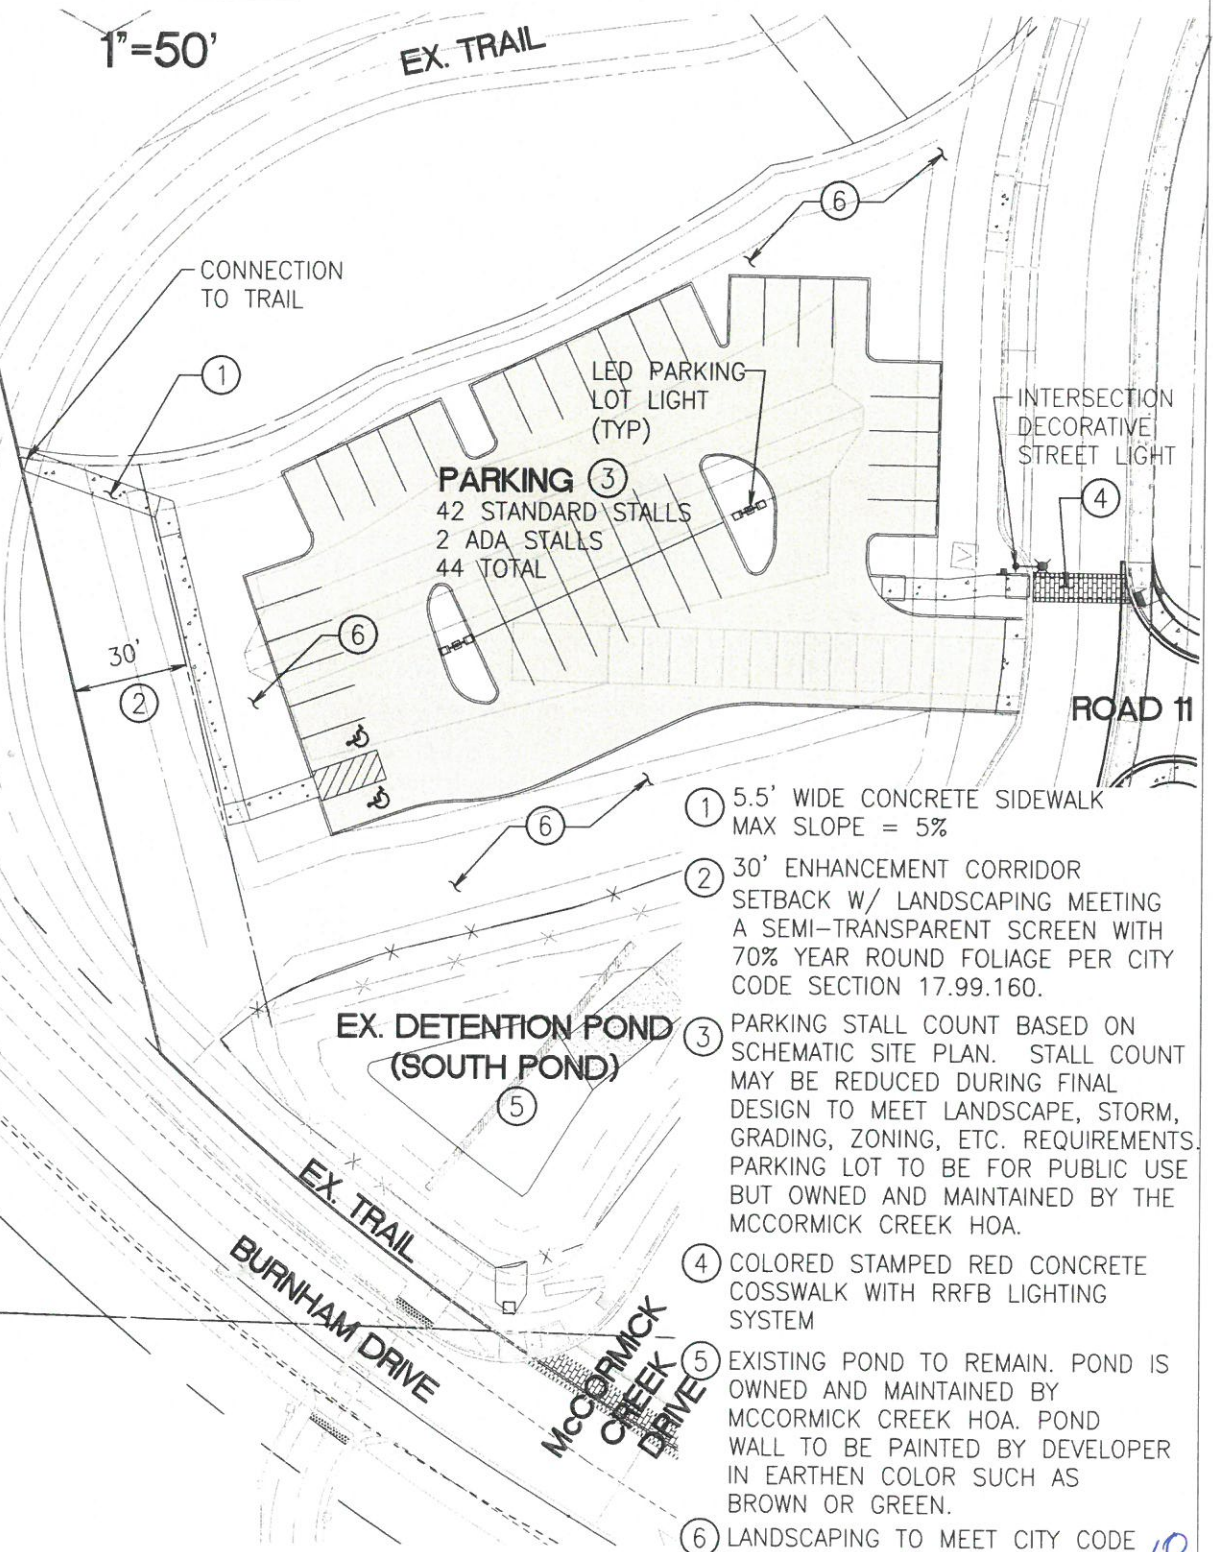 1"=50'
EX. TRAIL
6
CONNECTION
TO TRAIL
1
LED PARKING
LOT LIGHT
(TYP)
INTERSECTION
DECORATIVE
STREET LIGHT
4
PARKING 3
42 STANDARD STALLS
2 ADA STALLS
44 TOTAL
6
30'
2
ROAD 11
6
1 5.5' WIDE CONCRETE SIDEWALK
MAX SLOPE = 5%
2 30' ENHANCEMENT CORRIDOR
SETBACK W/ LANDSCAPING MEETING
A SEMI-TRANSPARENT SCREEN WITH
70% YEAR ROUND FOLIAGE PER CITY
CODE SECTION 17.99.160.
EX. DETENTION POND
(SOUTH POND)
5
3 PARKING STALL COUNT BASED ON
SCHEMATIC SITE PLAN. STALL COUNT
MAY BE REDUCED DURING FINAL
DESIGN TO MEET LANDSCAPE, STORM,
GRADING, ZONING, ETC. REQUIREMENTS.
PARKING LOT TO BE FOR PUBLIC USE
BUT OWNED AND MAINTAINED BY THE
MCCORMICK CREEK HOA.
EX. TRAIL
BURNHAM DRIVE
4 COLORED STAMPED RED CONCRETE
COSSWALK WITH RRFB LIGHTING
SYSTEM
McCORMICK
CREEK
DRIVE
5 EXISTING POND TO REMAIN. POND IS
OWNED AND MAINTAINED BY
MCCORMICK CREEK HOA. POND
WALL TO BE PAINTED BY DEVELOPER
IN EARTHEN COLOR SUCH AS
BROWN OR GREEN.
6 LANDSCAPING TO MEET CITY CODE